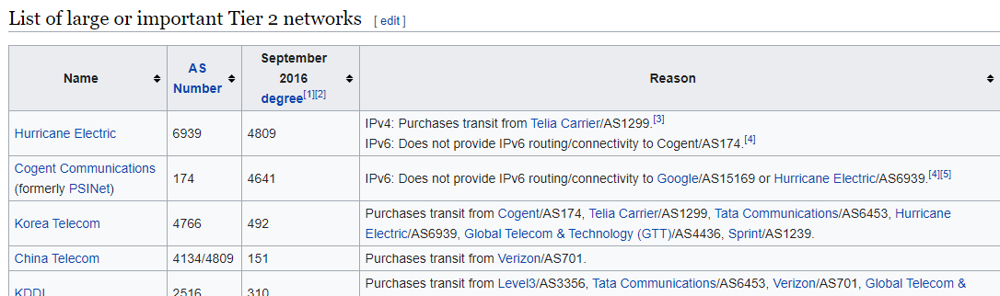 List of large or important Tier 2 networks [ edit ]
Name
AS Number
September 2016 degree[1][2]
Reason
Hurricane Electric
6939
4809
IPv4: Purchases transit from Telia Carrier/AS1299.[3]
IPv6: Does not provide IPv6 routing/connectivity to Cogent/AS174.[4]
Cogent Communications
(formerly PSINet)
174
4641
IPv6: Does not provide IPv6 routing/connectivity to Google/AS15169 or Hurricane Electric/AS6939.[4][5]
Korea Telecom
4766
492
Purchases transit from Cogent/AS174, Telia Carrier/AS1299, Tata Communications/AS6453, Hurricane
Electric/AS6939, Global Telecom & Technology (GTT)/AS4436, Sprint/AS1239.
China Telecom
4134/4809
151
Purchases transit from Verizon/AS701.
KDDI
2516
310
Purchases transit from Level3/AS3356, Tata Communications/AS6453, Verizon/AS701, Global Telecom &